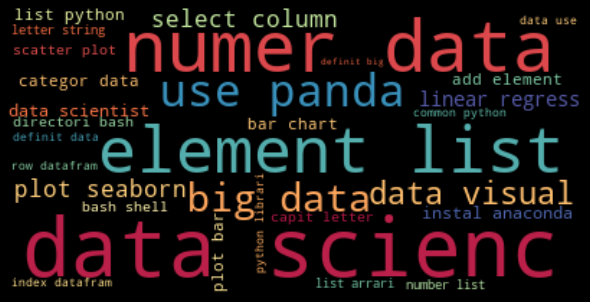 list python
select column
data use
letter string
numer data
scatter plot
definit big
categor data
use panda
add element
linear regress
data scientist
common python
directori bash
bar chart
definit data
element list
row datafram
plot seaborn
big data
data visual
python librari
bash shell
capit letter
instal anaconda
plot bar
data scienc
index datafram
list arrari
number list